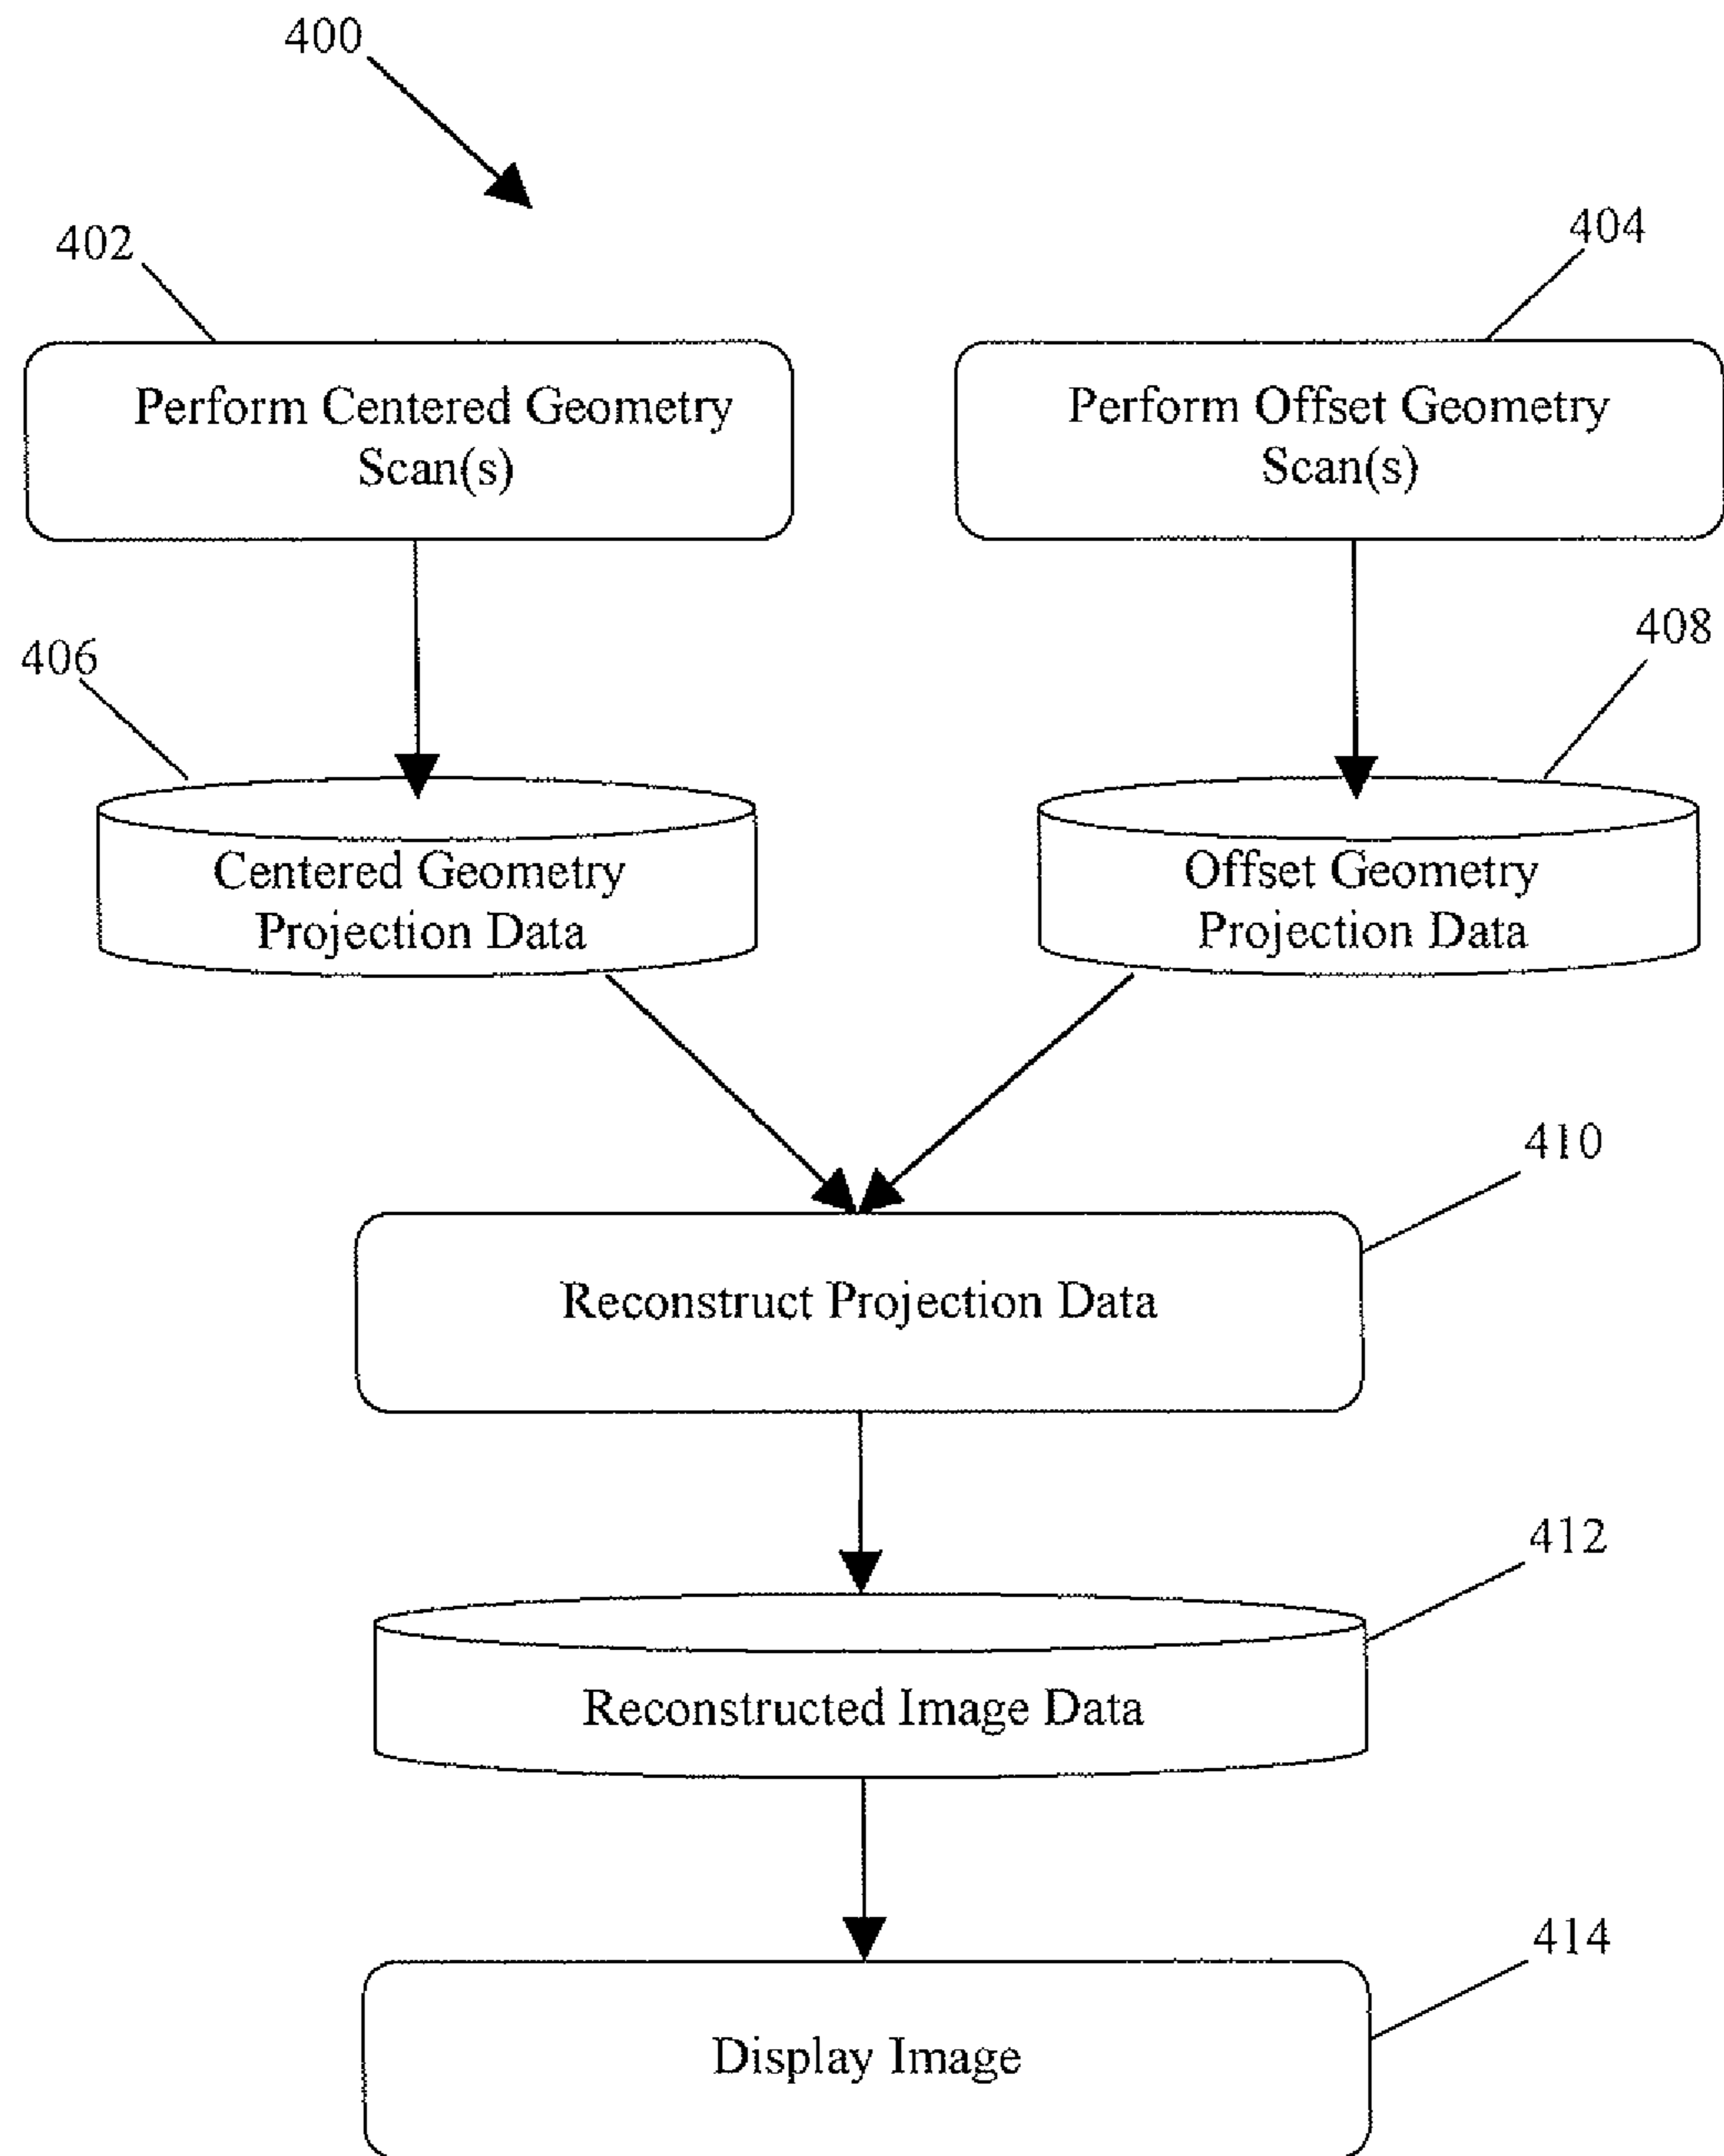 400
402
404
Perform Centered Geometry
Scan(s)
Perform Offset Geometry
Scan(s)
406
408
Centered Geometry
Projection Data
Offset Geometry
Projection Data
410
Reconstruct Projection Data
412
Reconstructed Image Data
414
Display Image